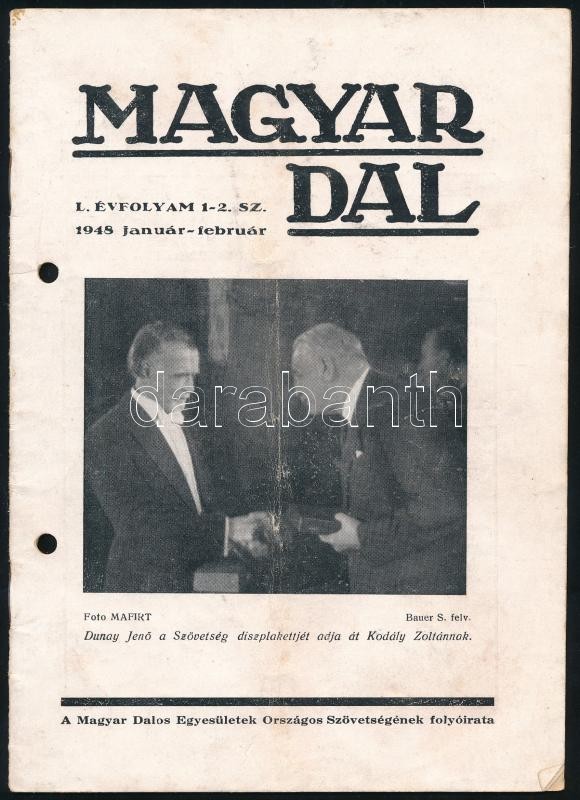 MAGYAR
DAL
L. ÉVFOLYAM 1-2. SZ.
1948 január-február
darabanth
Foto MAFIRT
Bauer S. felv.
Dunay Jenő a Szövetség díszplakettjét adja át Kodály Zoltánnak.
A Magyar Dalos Egyesületek Országos Szövetségének folyóirata